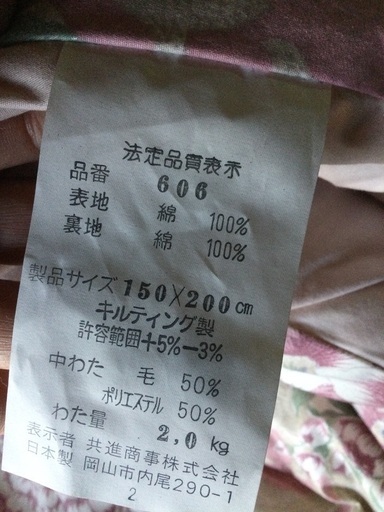 法定品質表示
品番 606
表地 綿 100%
裏地 綿 100%
製品サイズ 150×200cm
キルティング製
許容範囲+5%−3%
中わた 毛 50%
ポリエステル 50%
わた量 2,0 kg
表示者 共進商事株式会社
日本製 岡山市内尾290-1
2